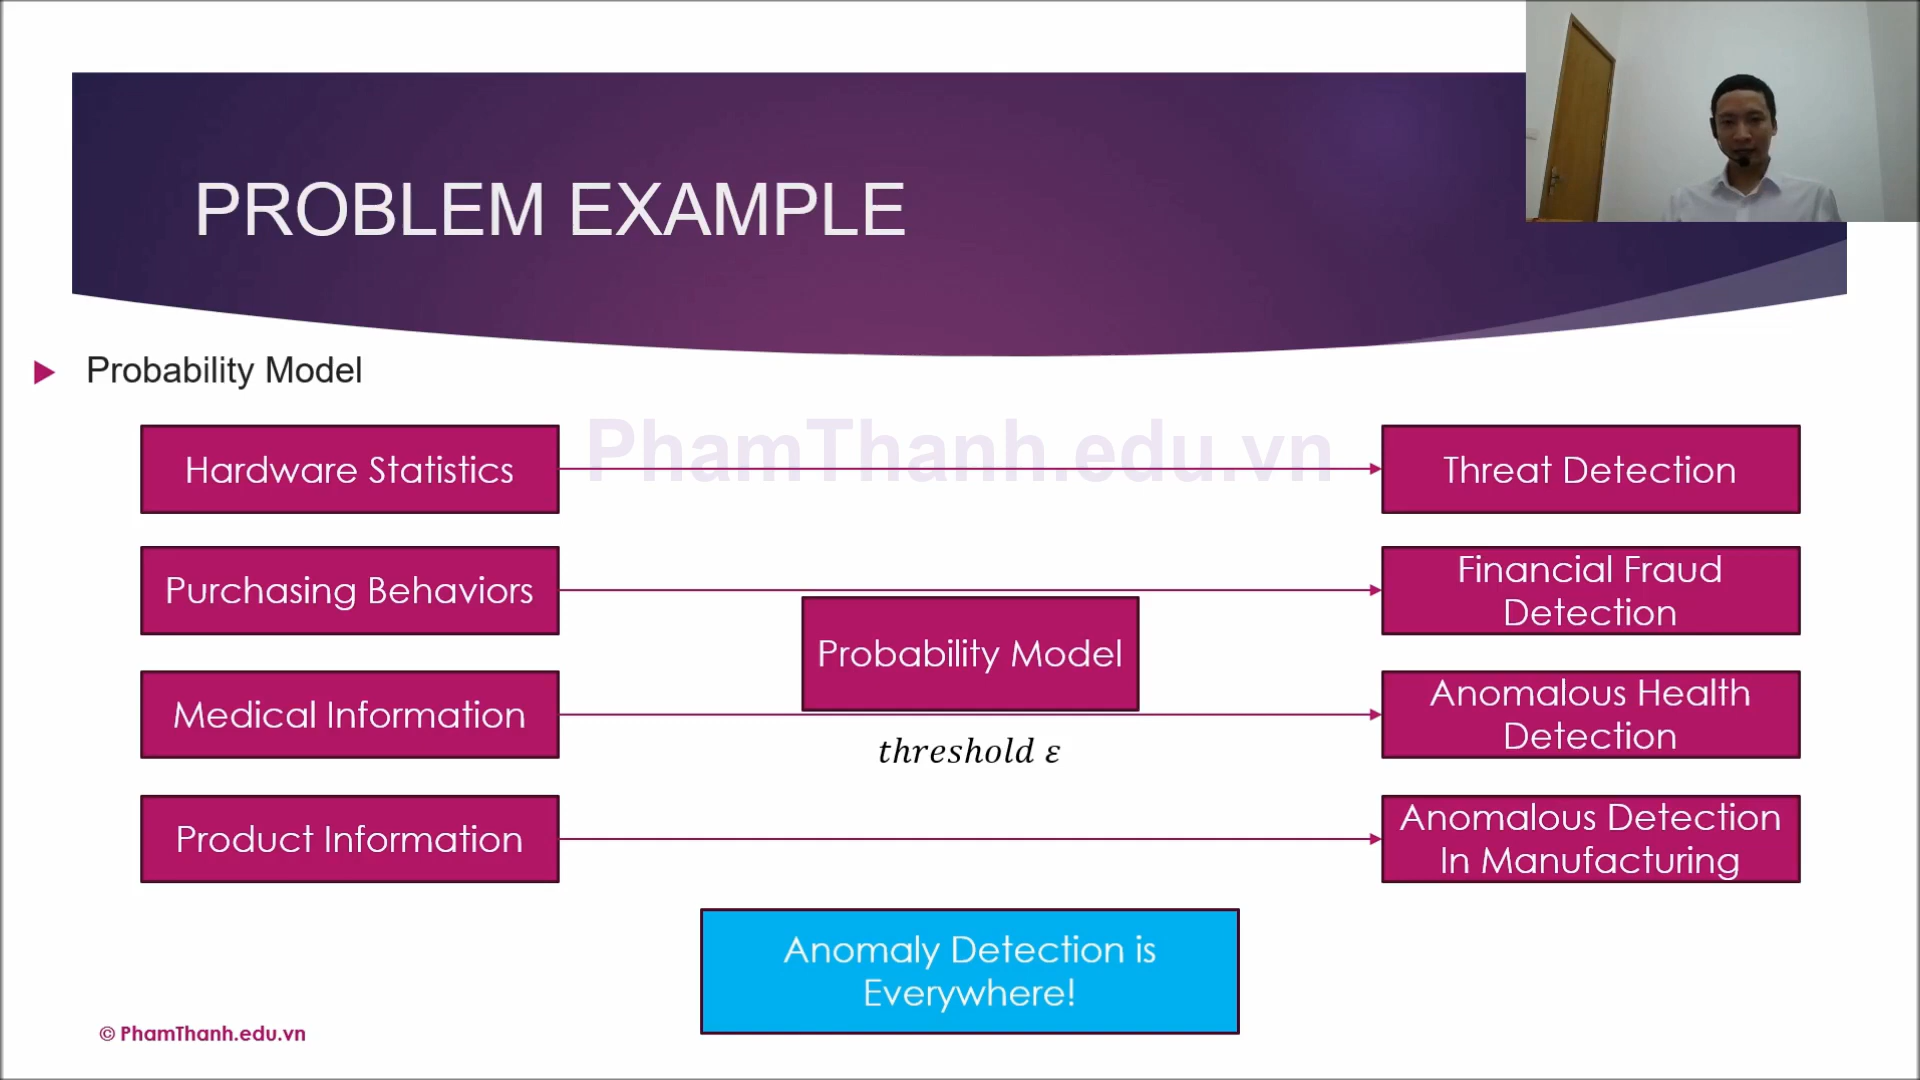 PROBLEM EXAMPLE
Probability Model
PhamThanh.edu.vn
Hardware Statistics
Threat Detection
Purchasing Behaviors
Financial Fraud
Detection
Probability Model
Medical Information
Anomalous Health
Detection
threshold ε
Product Information
Anomalous Detection
In Manufacturing
Anomaly Detection is
Everywhere!
© PhamThanh.edu.vn